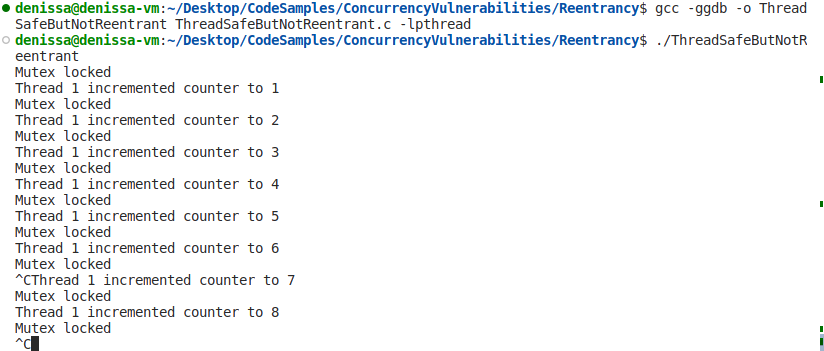 denissa@denissa-vm:~/Desktop/CodeSamples/ConcurrencyVulnerabilities/Reentrancy$ gcc -ggdb -o Thread
SafeButNotReentrant ThreadSafeButNotReentrant.c -lpthread
denissa@denissa-vm:~/Desktop/CodeSamples/ConcurrencyVulnerabilities/Reentrancy$ ./ThreadSafeButNotR
eentrant
Mutex locked
Thread 1 incremented counter to 1
Mutex locked
Thread 1 incremented counter to 2
Mutex locked
Thread 1 incremented counter to 3
Mutex locked
Thread 1 incremented counter to 4
Mutex locked
Thread 1 incremented counter to 5
Mutex locked
Thread 1 incremented counter to 6
Mutex locked
^CThread 1 incremented counter to 7
Mutex locked
Thread 1 incremented counter to 8
Mutex locked
^C